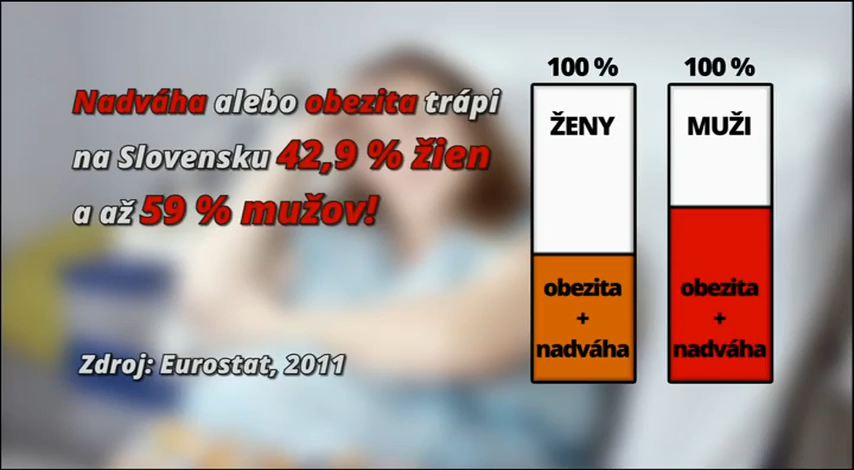 Nadváha alebo obezita trápi
na Slovensku 42,9 % žien
a až 59 % mužov!
Zdroj: Eurostat, 2011
100 %
ŽENY
obezita
+
nadváha
100 %
MUŽI
obezita
+
nadváha